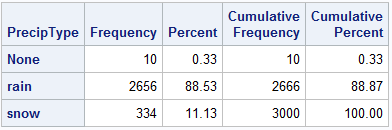 PrecipType Frequency Percent Cumulative Frequency Cumulative Percent
None 10 0.33 10 0.33
rain 2656 88.53 2666 88.87
snow 334 11.13 3000 100.00